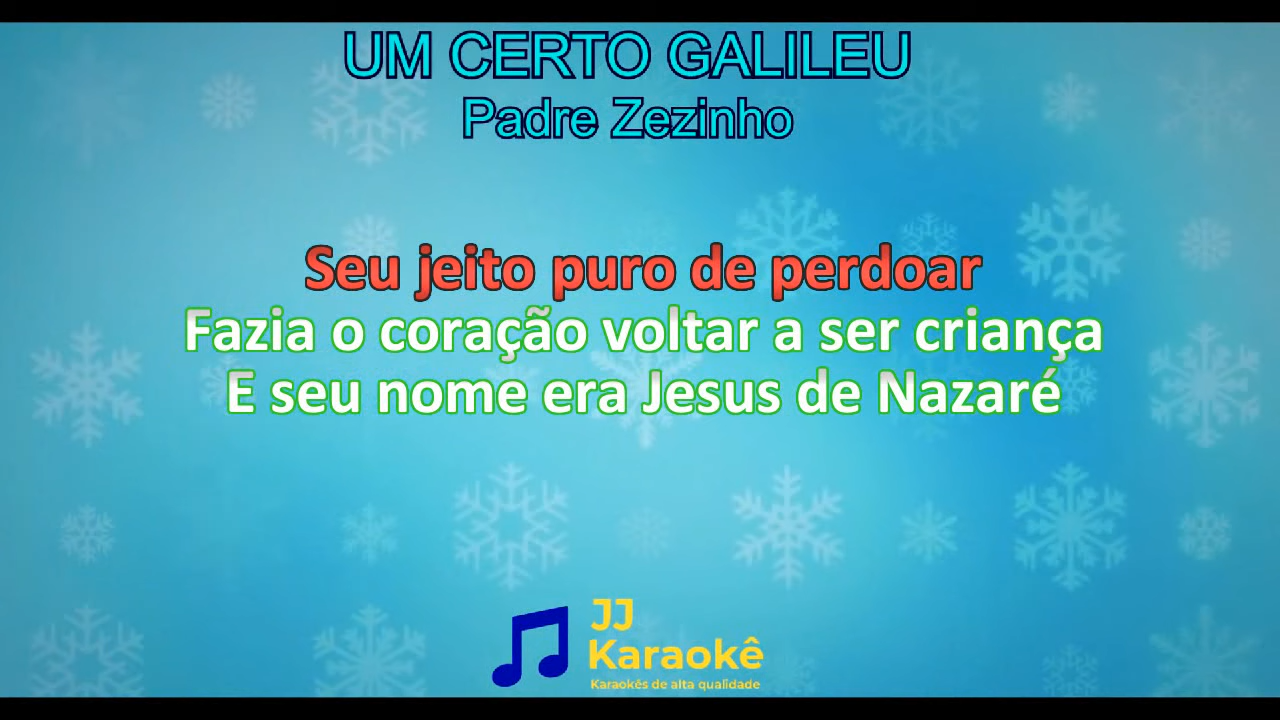 UM CERTO GALILEU
Padre Zezinho
Seu jeito puro de perdoar
Fazia o coração voltar a ser criança
E seu nome era Jesus de Nazaré
JJ
Karaokê
Karaokés de alta qualidade